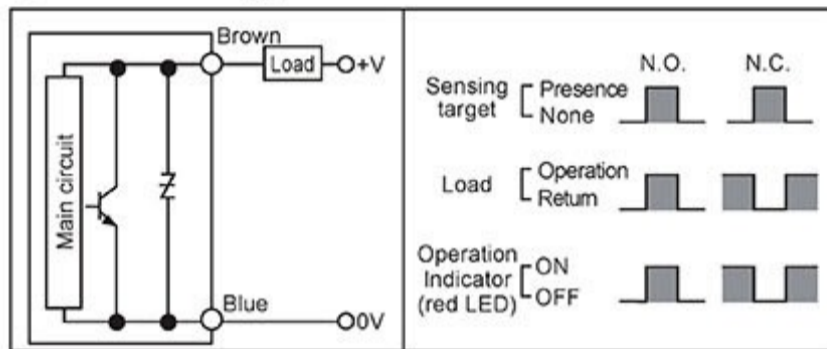 Brown
Load
+V
Main circuit
Blue
0V
N.O. N.C.
Sensing target
Presence
None
Load
Operation
Return
Operation
Indicator
(red LED)
ON
OFF